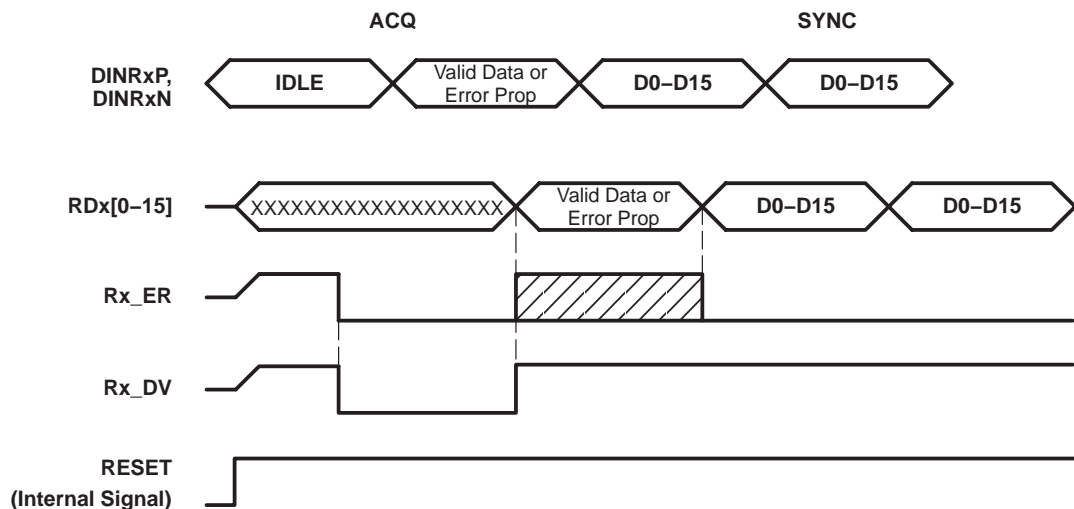 ACQ
SYNC
DINRxP,
DINRxN
IDLE
Valid Data or
Error Prop
D0–D15
D0–D15
RDx[0–15]
XXXXXXXXXXXXXXXXXXX
Valid Data or
Error Prop
D0–D15
D0–D15
Rx_ER
Rx_DV
RESET
(Internal Signal)